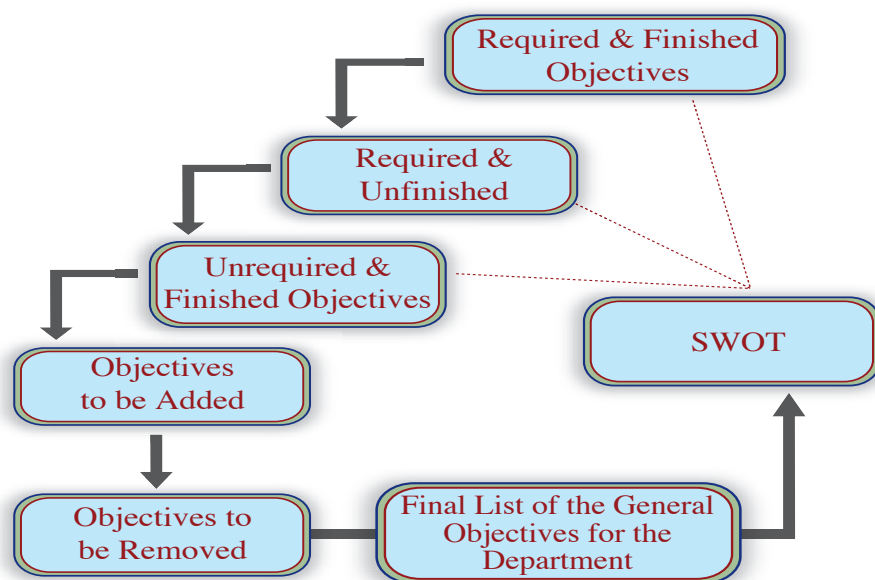 Required & Finished
Objectives
Required &
Unfinished
Unrequired &
Finished Objectives
SWOT
Objectives
to be Added
Objectives to
be Removed
Final List of the General
Objectives for the
Department